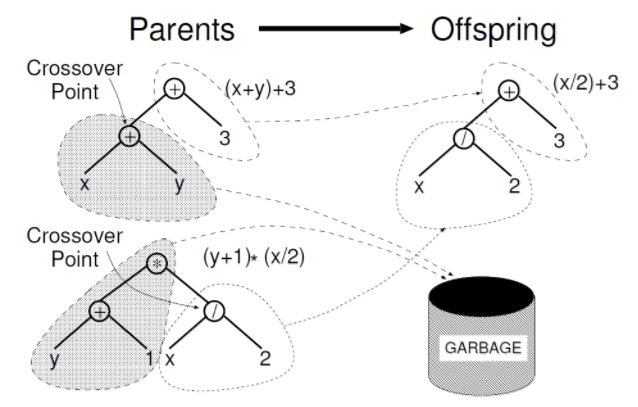 Parents
Offspring
Crossover
Point
+
(x+y)+3
+
3
x
y
+
(x/2)+3
/
3
x
2
Crossover
Point
*
(y+1)* (x/2)
+
/
y
1
x
2
GARBAGE